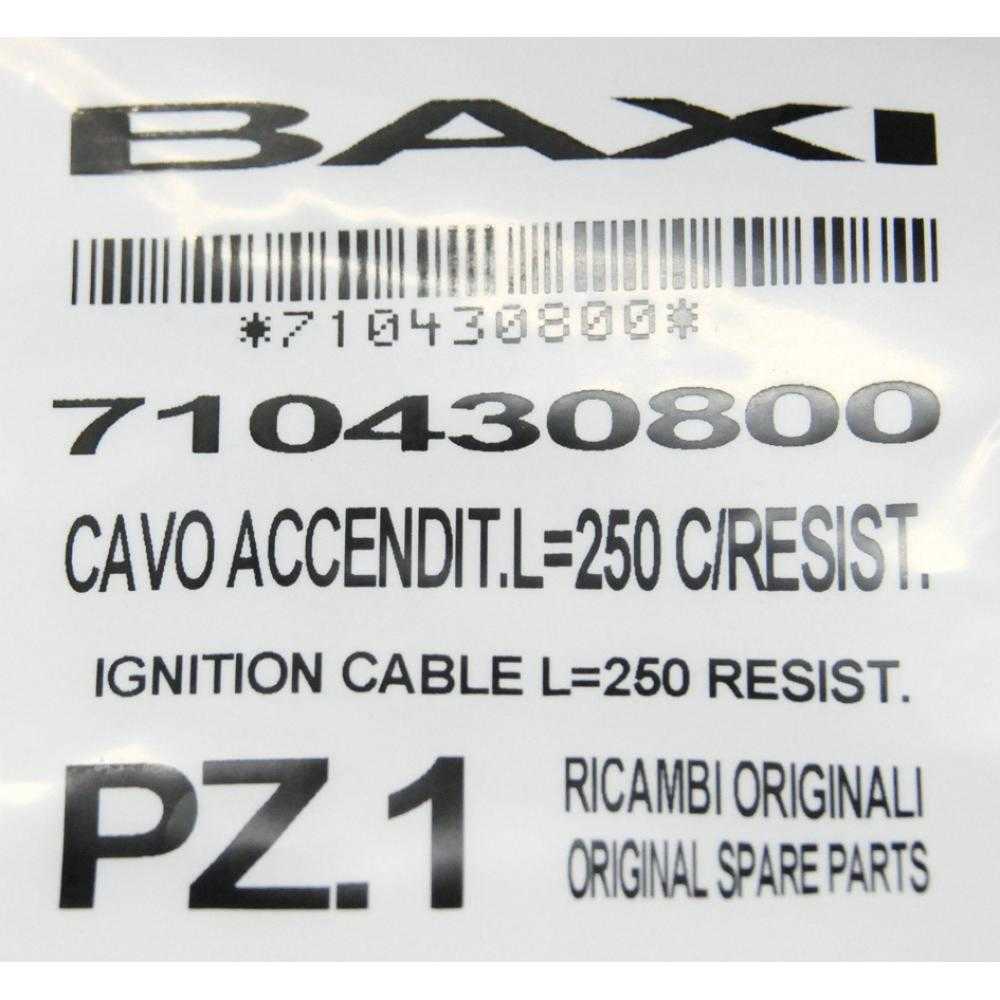 BAXI
*710430800*
710430800
CAVO ACCENDIT.L=250 C/RESIST.
IGNITION CABLE L=250 RESIST.
PZ.1
RICAMBI ORIGINALI
ORIGINAL SPARE PARTS